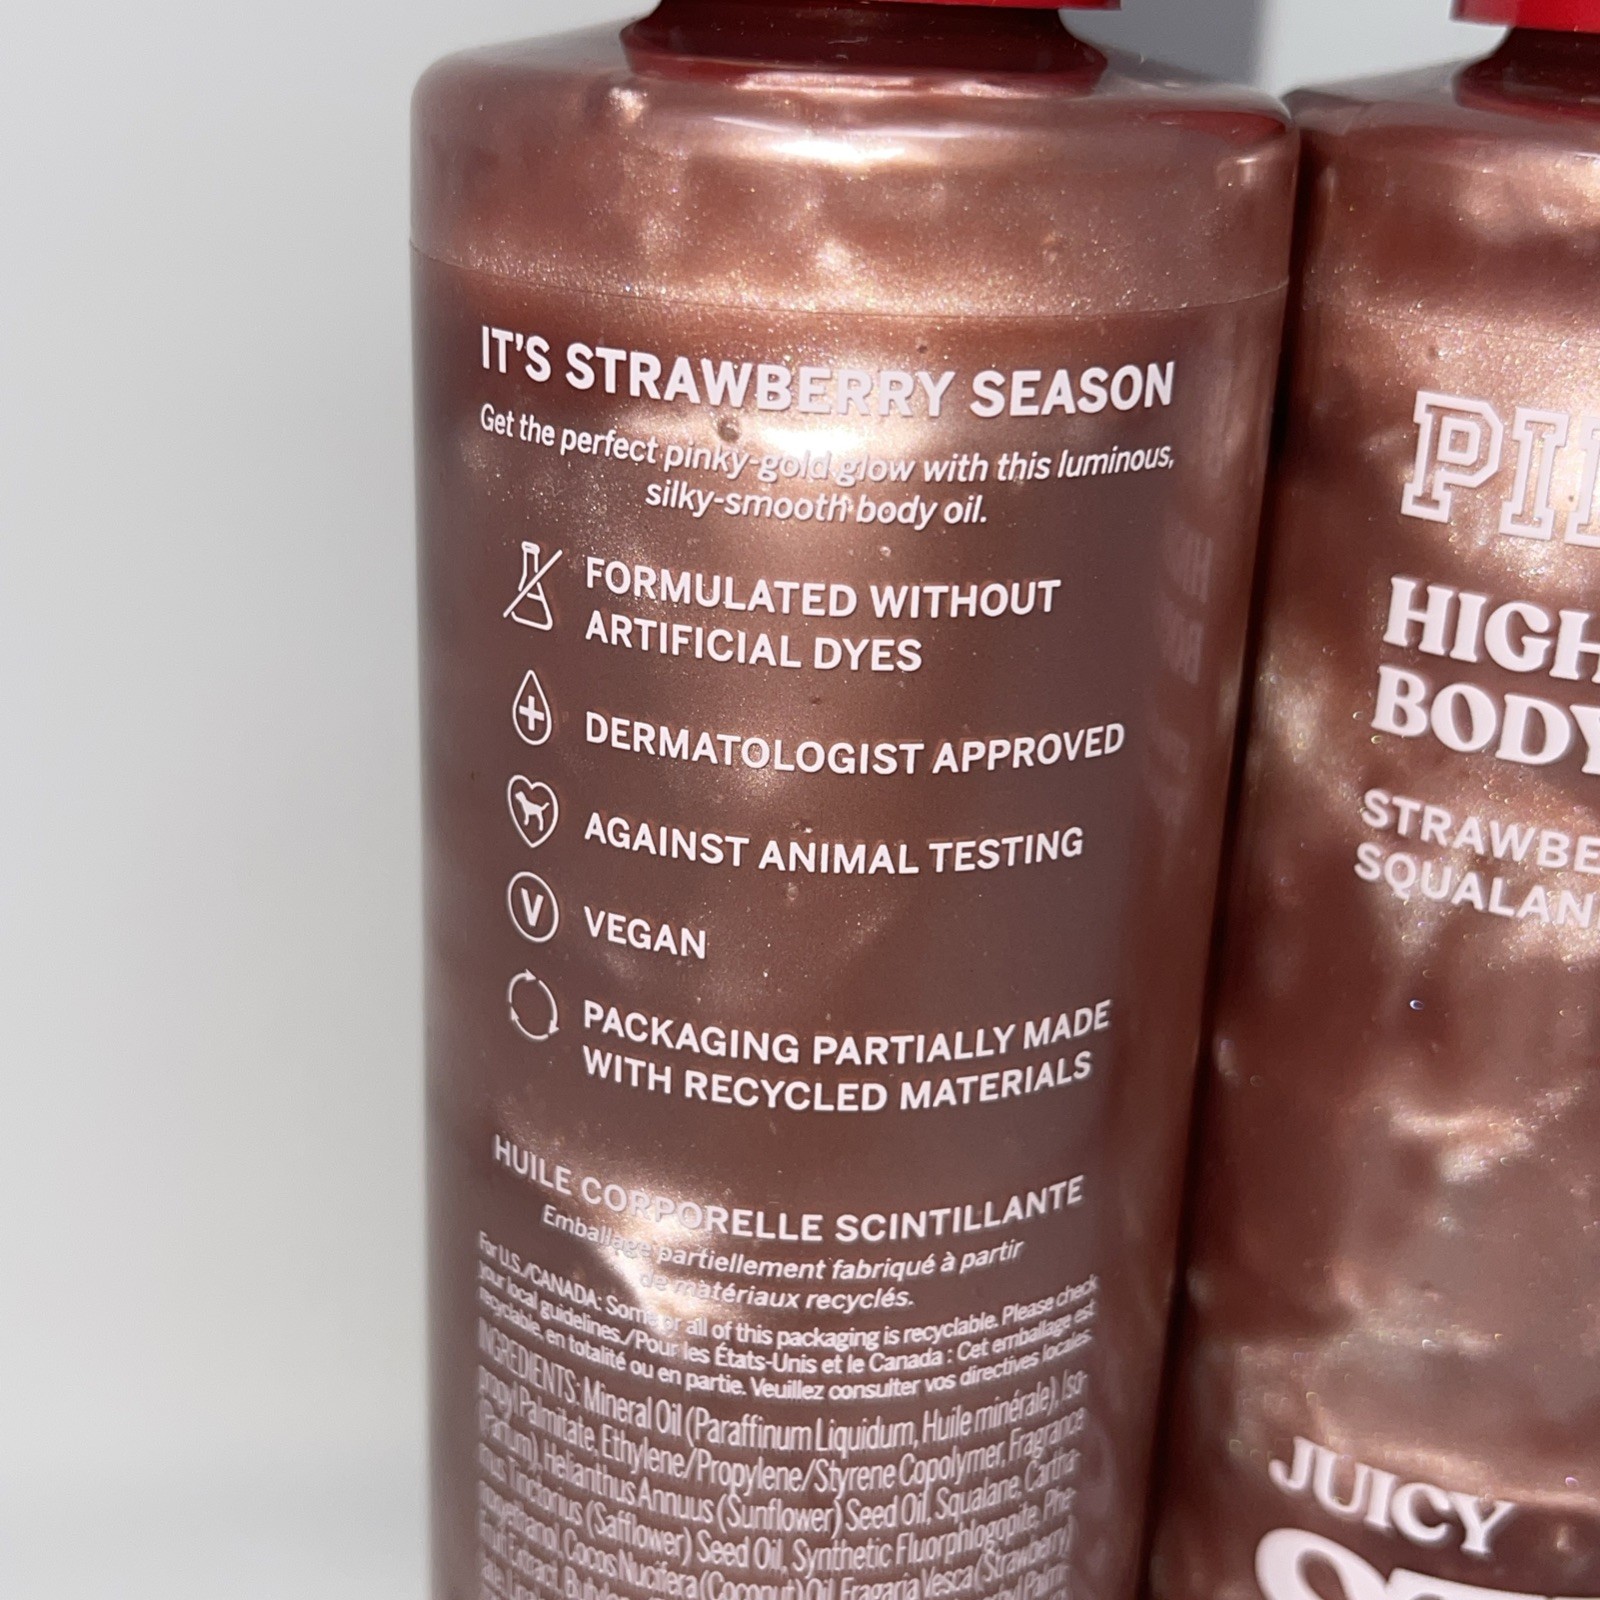 IT'S STRAWBERRY SEASON
Get the perfect pinky-gold glow with this luminous,
silky-smooth body oil.
FORMULATED WITHOUT
ARTIFICIAL DYES
DERMATOLOGIST APPROVED
AGAINST ANIMAL TESTING
V
VEGAN
PACKAGING PARTIALLY MADE
WITH RECYCLED MATERIALS
HUILE CORPORELLE SCINTILLANTE
Emballage partiellement fabriqué à partir
de matériaux recyclés.
For U.S./CANADA: Some or all of this packaging is recyclable. Please check
your local guidelines./Pour les États-Unis et le Canada : Cet emballage est
recyclable, en totalité ou en partie. Veuillez consulter vos directives locales.
INGREDIENTS: Mineral Oil (Paraffinum Liquidum, Huile minérale), Iso-
propyl Palmitate, Ethylene/Propylene/Styrene Copolymer, Fragrance
(Parfum), Helianthus Annuus (Sunflower) Seed Oil, Squalane, Cartha-
mus Tinctorius (Safflower) Seed Oil, Synthetic Fluorphlogopite, Phe-
noxyethanol, Cocos Nucifera (Coconut) Oil, Fragaria Vesca (Strawberry)
Fruit Extract,
PI
HIGH
BODY
STRAWBE
SQUALAN
JUICY